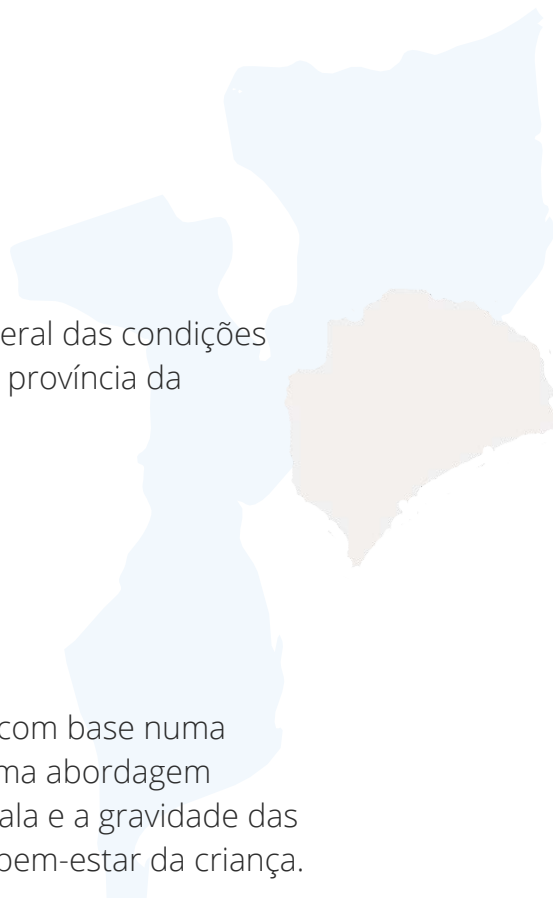 eral das condições
província da
com base numa
ma abordagem
ala e a gravidade das
bem-estar da criança.